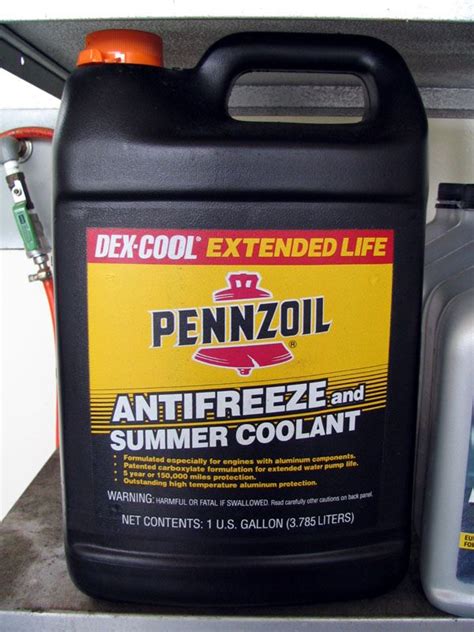 DEX-COOL® EXTENDED LIFE
PENNZOIL®
ANTIFREEZE and
SUMMER COOLANT
• Formulated especially for engines with aluminum components.
• Patented carboxylate formulation for extended water pump life.
• 5 year or 150,000 miles protection.
• Outstanding high temperature aluminum protection.
WARNING: HARMFUL OR FATAL IF SWALLOWED. Read carefully other cautions on back panel.
NET CONTENTS: 1 U.S. GALLON (3.785 LITERS)